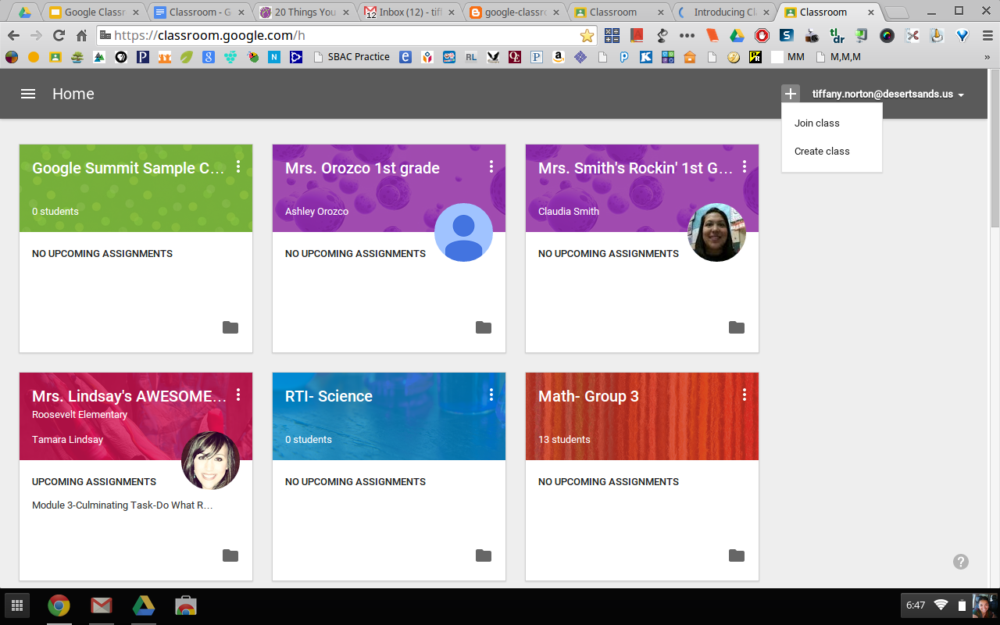 Google Classr
Classroom - G
20 Things You
12
Inbox (12) - tif
google-classro
Classroom
Introducing Cl
Classroom
https://classroom.google.com/h
tl;dr
SBAC Practice
RL
MM
M,M,M
»
Home
tiffany.norton@desertsands.us
Join class
Create class
Google Summit Sample C...
0 students
NO UPCOMING ASSIGNMENTS
Mrs. Orozco 1st grade
Ashley Orozco
NO UPCOMING ASSIGNMENTS
Mrs. Smith's Rockin' 1st G...
Claudia Smith
NO UPCOMING ASSIGNMENTS
Mrs. Lindsay's AWESOME...
Roosevelt Elementary
Tamara Lindsay
UPCOMING ASSIGNMENTS
Module 3-Culminating Task-Do What R...
RTI- Science
0 students
NO UPCOMING ASSIGNMENTS
Math- Group 3
13 students
NO UPCOMING ASSIGNMENTS
?
6:47